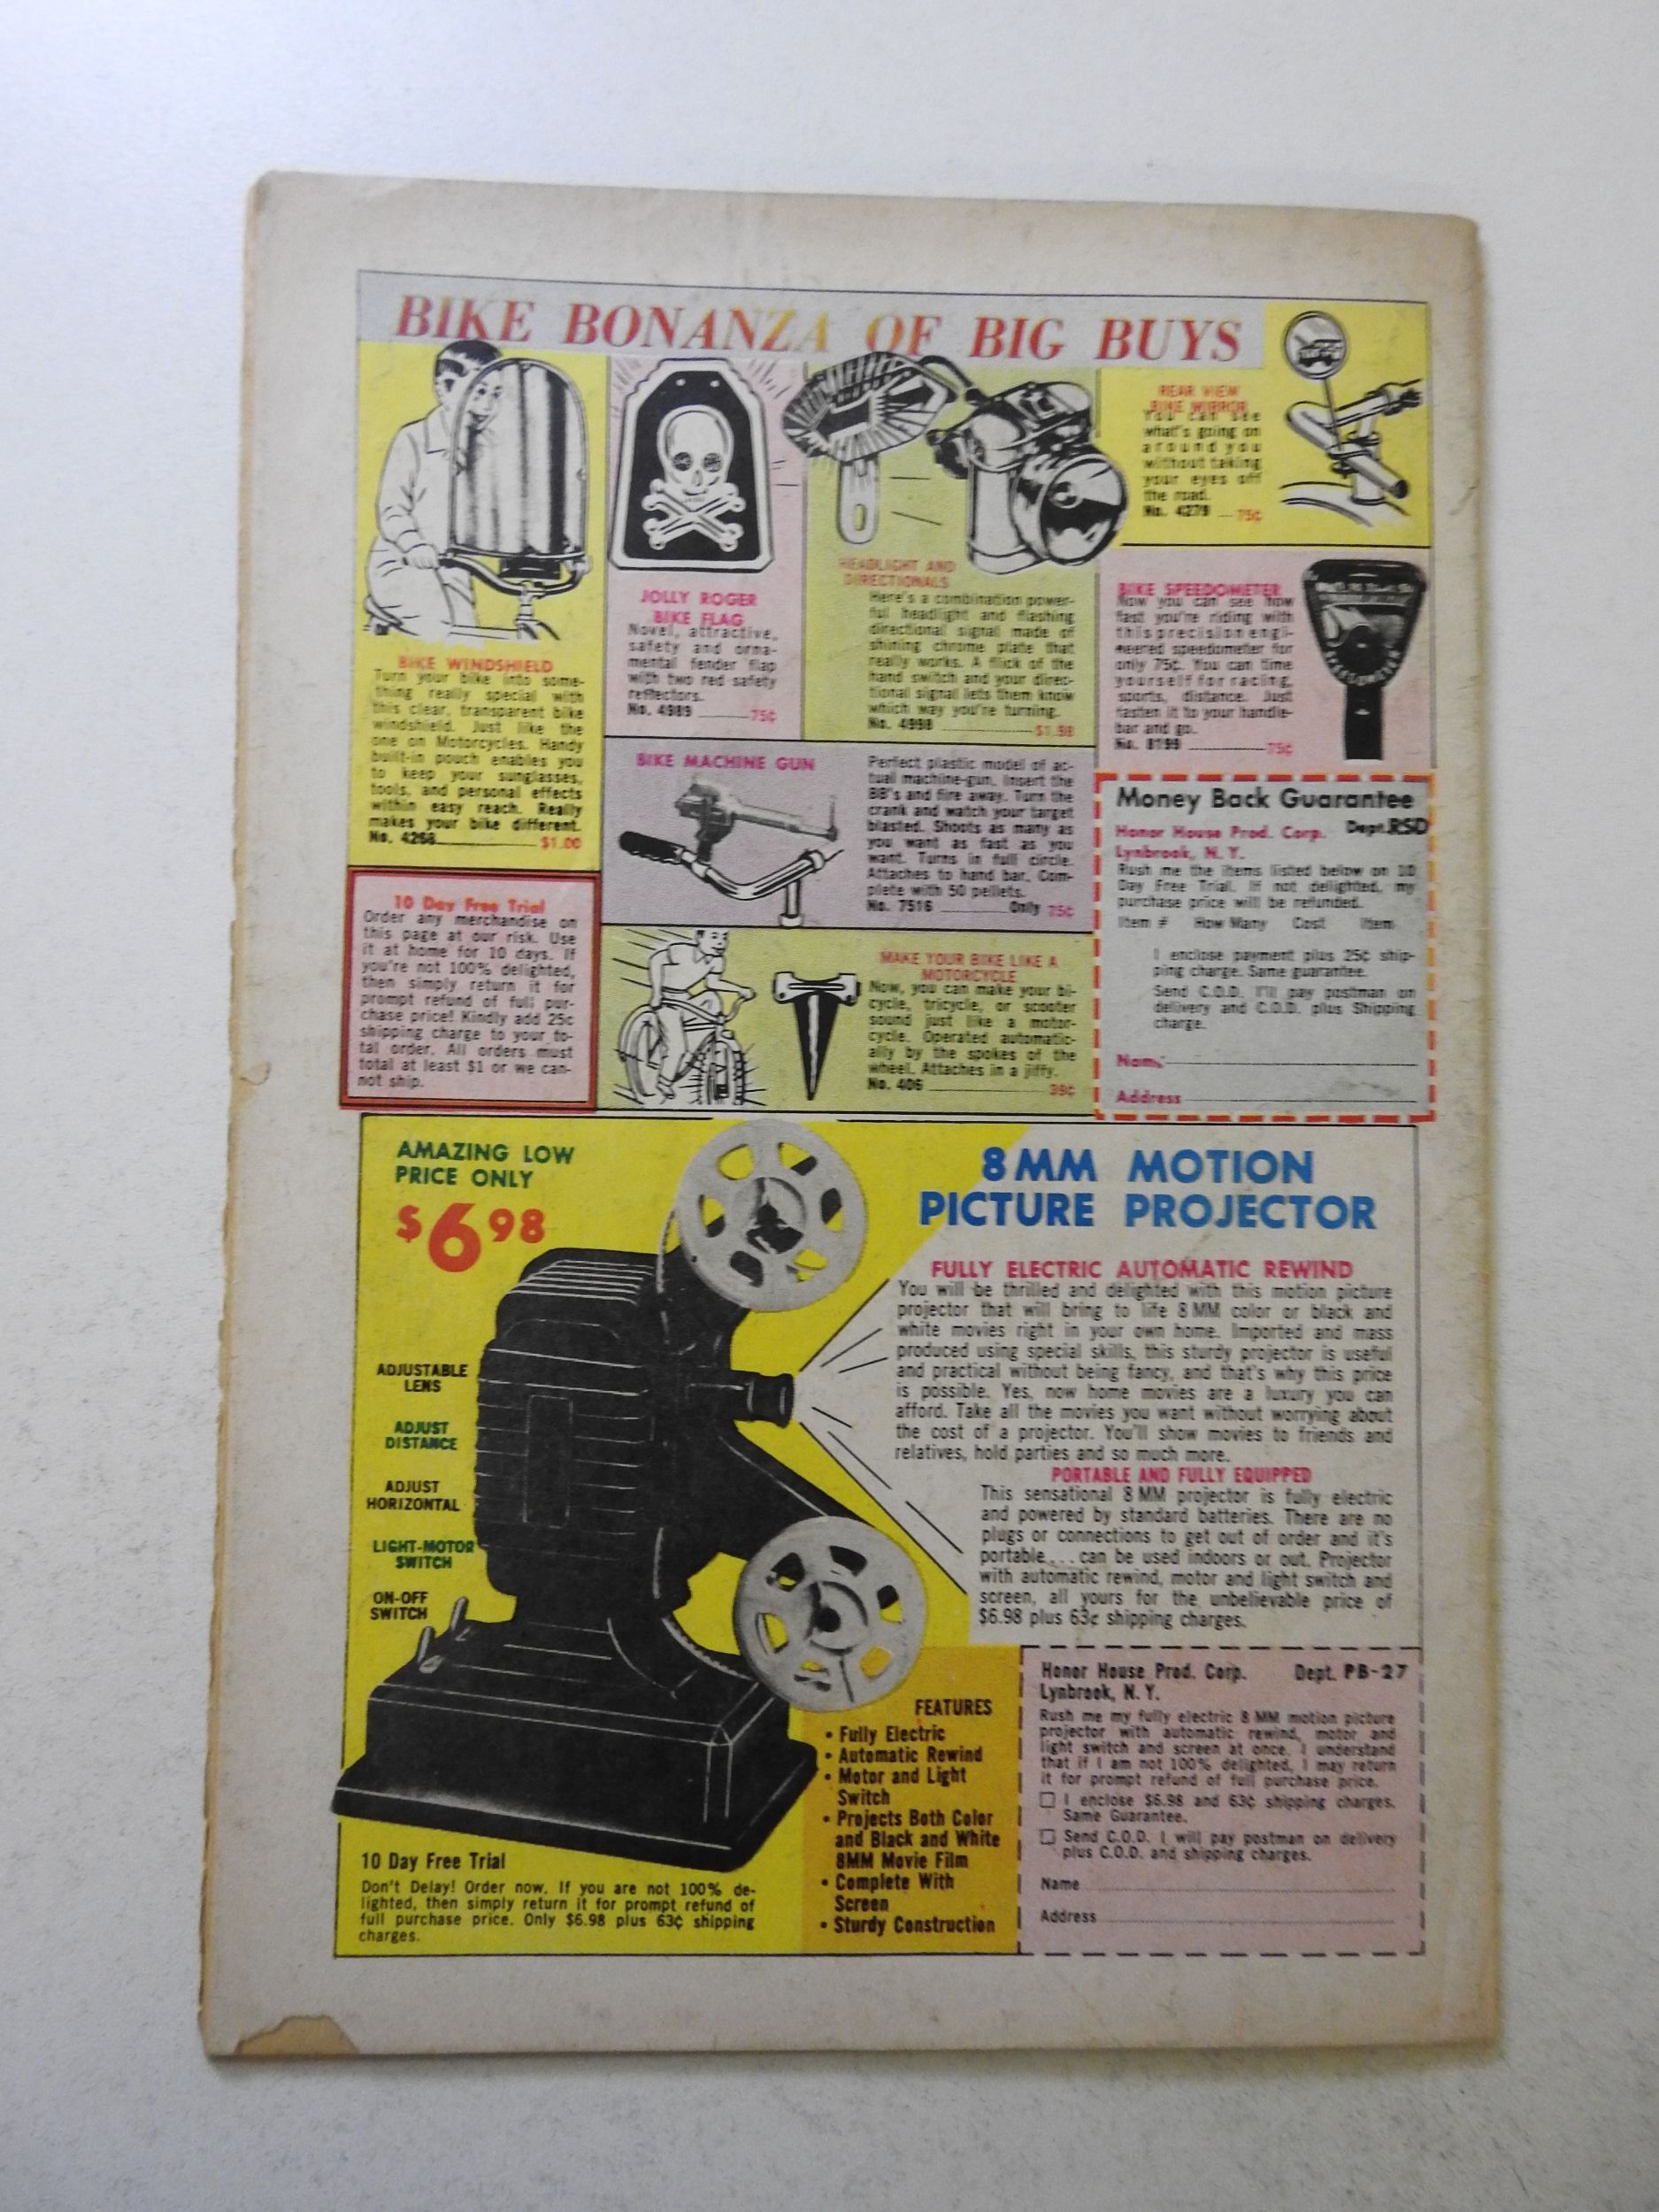 BIKE BONANZA OF BIG BUYS
BIKE WINDSHIELD
Turn your bike into some-
thing really special with
this clear, transparent bike
windshield. Just like the
one on Motorcycles. Handy
built-in pouch enables you
to keep your sunglasses,
tools, and personal effects
within easy reach. Really
makes your bike different.
No. 4268 $1.00
JOLLY ROGER
BIKE FLAG
Novel, attractive,
safety and orna-
mental fender flap
with two red safety
reflectors.
No. 4989 75¢
HEADLIGHT AND
DIRECTIONALS
Here's a combination power-
ful headlight and flashing
directional signal made of
shining chrome plate that
really works. A flick of the
hand switch and your direc-
tional signal lets them know
which way you're turning.
No. 4998 $1.98
REAR VIEW
BIKE MIRROR
You can see
what's going on
around you
without taking
your eyes off
the road.
No. 4279 75¢
BIKE SPEEDOMETER
Now you can see how
fast you're riding with
this precision engi-
neered speedometer for
only 75¢. You can time
yourself for racing,
sports, distance. Just
fasten it to your handle-
bar and go.
No. 8199 75¢
SPEEDOMETER
BIKE MACHINE GUN
Perfect plastic model of ac-
tual machine-gun. Insert the
BB's and fire away. Turn the
crank and watch your target
blasted. Shoots as many as
you want as fast as you
want. Turns in full circle.
Attaches to hand bar. Com-
plete with 50 pellets.
No. 7516 Only 75¢
10 Day Free Trial
Order any merchandise on
this page at our risk. Use
it at home for 10 days. If
you're not 100% delighted,
then simply return it for
prompt refund of full pur-
chase price! Kindly add 25c
shipping charge to your to-
tal order. All orders must
total at least $1 or we can-
not ship.
MAKE YOUR BIKE LIKE A
MOTORCYCLE
Now, you can make your bi-
cycle, tricycle, or scooter
sound just like a motor-
cycle. Operated automatic-
ally by the spokes of the
wheel. Attaches in a jiffy.
No. 406 39¢
Money Back Guarantee
Honor House Prod. Corp. Dept.RSD
Lynbrook, N. Y.
Rush me the items listed below on 10
Day Free Trial. If not delighted, my
purchase price will be refunded.
Item # How Many Cost Item
I enclose payment plus 25¢ ship-
ping charge. Same guarantee.
Send C.O.D. I'll pay postman on
delivery and C.O.D. plus Shipping
charge.
Name
Address
AMAZING LOW
PRICE ONLY
$6.98
8 MM MOTION
PICTURE PROJECTOR
FULLY ELECTRIC AUTOMATIC REWIND
You will be thrilled and delighted with this motion picture
projector that will bring to life 8 MM color or black and
white movies right in your own home. Imported and mass
produced using special skills, this sturdy projector is useful
and practical without being fancy, and that's why this price
is possible. Yes, now home movies are a luxury you can
afford. Take all the movies you want without worrying about
the cost of a projector. You'll show movies to friends and
relatives, hold parties and so much more.
PORTABLE AND FULLY EQUIPPED
This sensational 8 MM projector is fully electric
and powered by standard batteries. There are no
plugs or connections to get out of order and it's
portable... can be used indoors or out. Projector
with automatic rewind, motor and light switch and
screen, all yours for the unbelievable price of
$6.98 plus 63¢ shipping charges.
ADJUSTABLE
LENS
ADJUST
DISTANCE
ADJUST
HORIZONTAL
LIGHT-MOTOR
SWITCH
ON-OFF
SWITCH
10 Day Free Trial
Don't Delay! Order now. If you are not 100% de-
lighted, then simply return it for prompt refund of
full purchase price. Only $6.98 plus 63¢ shipping
charges.
FEATURES
• Fully Electric
• Automatic Rewind
• Motor and Light
Switch
• Projects Both Color
and Black and White
8MM Movie Film
• Complete With
Screen
• Sturdy Construction
Honor House Prod. Corp. Dept. PB-27
Lynbrook, N. Y.
Rush me my fully electric 8 MM motion picture
projector with automatic rewind, motor and
light switch and screen at once. I understand
that if I am not 100% delighted, I may return
it for prompt refund of full purchase price.
☐ I enclose $6.98 and 63¢ shipping charges.
Same Guarantee.
☐ Send C.O.D. I will pay postman on delivery
plus C.O.D. and shipping charges.
Name
Address